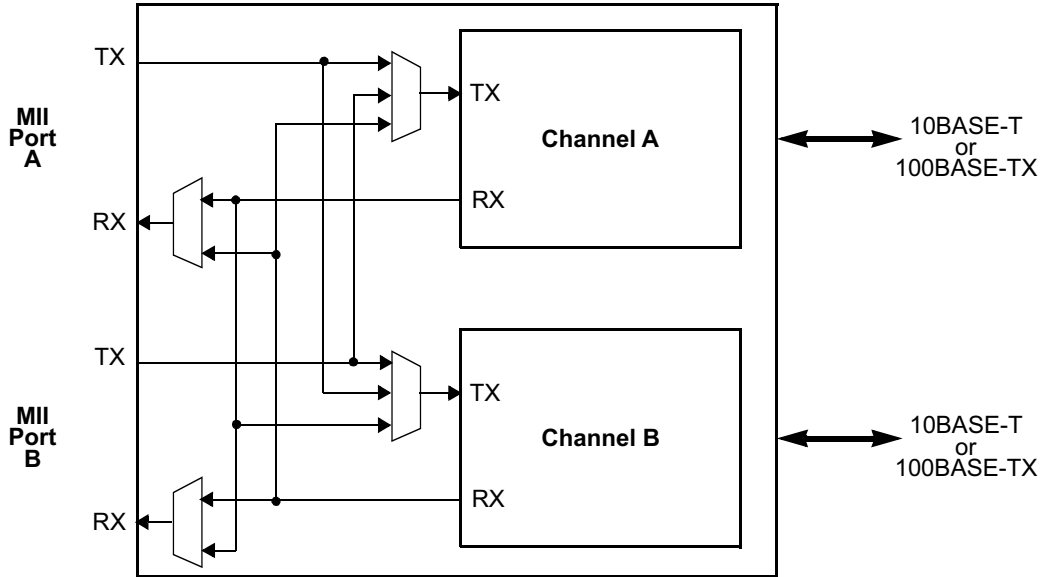 TX
MII
Port
A
RX
TX
Channel A
RX
10BASE-T
or
100BASE-TX
TX
MII
Port
B
RX
TX
Channel B
RX
10BASE-T
or
100BASE-TX